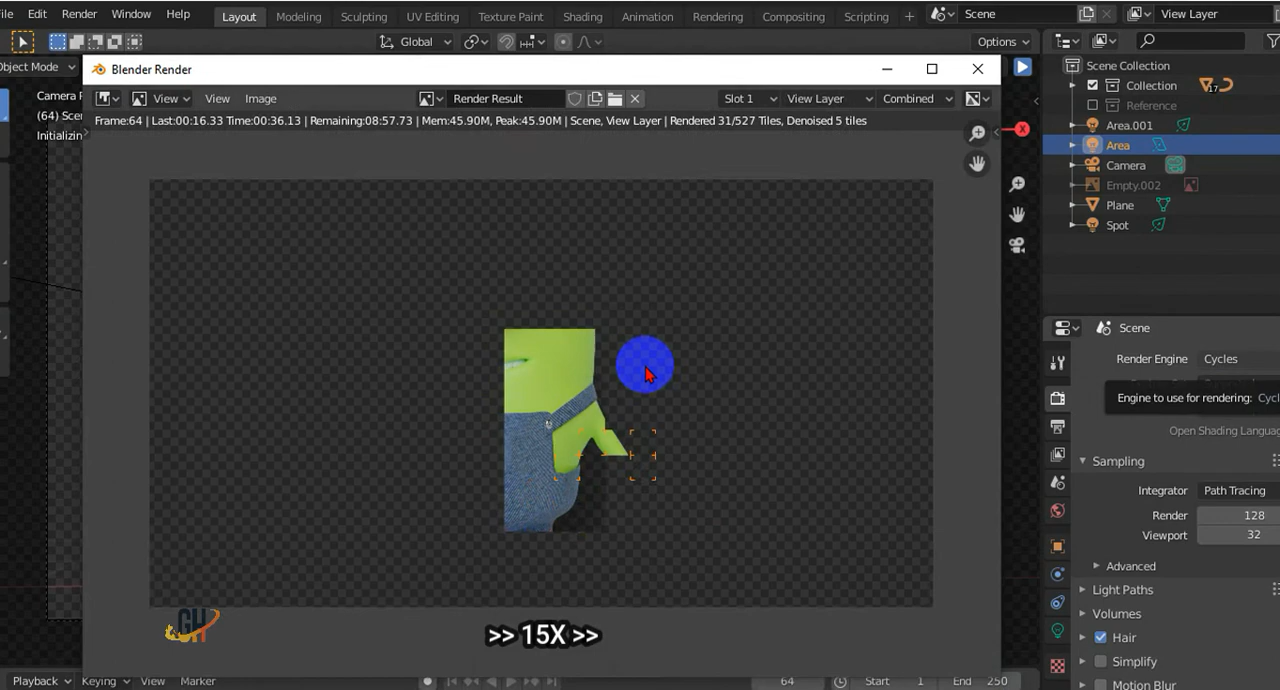 File Edit Render Window Help Layout Modeling Sculpting UV Editing Texture Paint Shading Animation Rendering Compositing Scripting + Scene View Layer
Global Options
Object Mode
Blender Render
View View Image Render Result Slot 1 View Layer Combined
Frame:64 | Last:00:16.33 Time:00:36.13 | Remaining:08:57.73 | Mem:45.90M, Peak:45.90M | Scene, View Layer | Rendered 31/527 Tiles, Denoised 5 tiles
Camera P
(64) Scen
Initializin
X
Scene Collection
Collection 17
Reference
Area.001
Area
Camera
Empty.002
Plane
Spot
Scene
Render Engine Cycles
Engine to use for rendering: Cycl
Open Shading Languag
Sampling
Integrator Path Tracing
Render 128
Viewport 32
Advanced
Light Paths
Volumes
Hair
Simplify
Motion Blur
GH
>> 15X >>
Playback Keying View Marker 64 Start 1 End 250